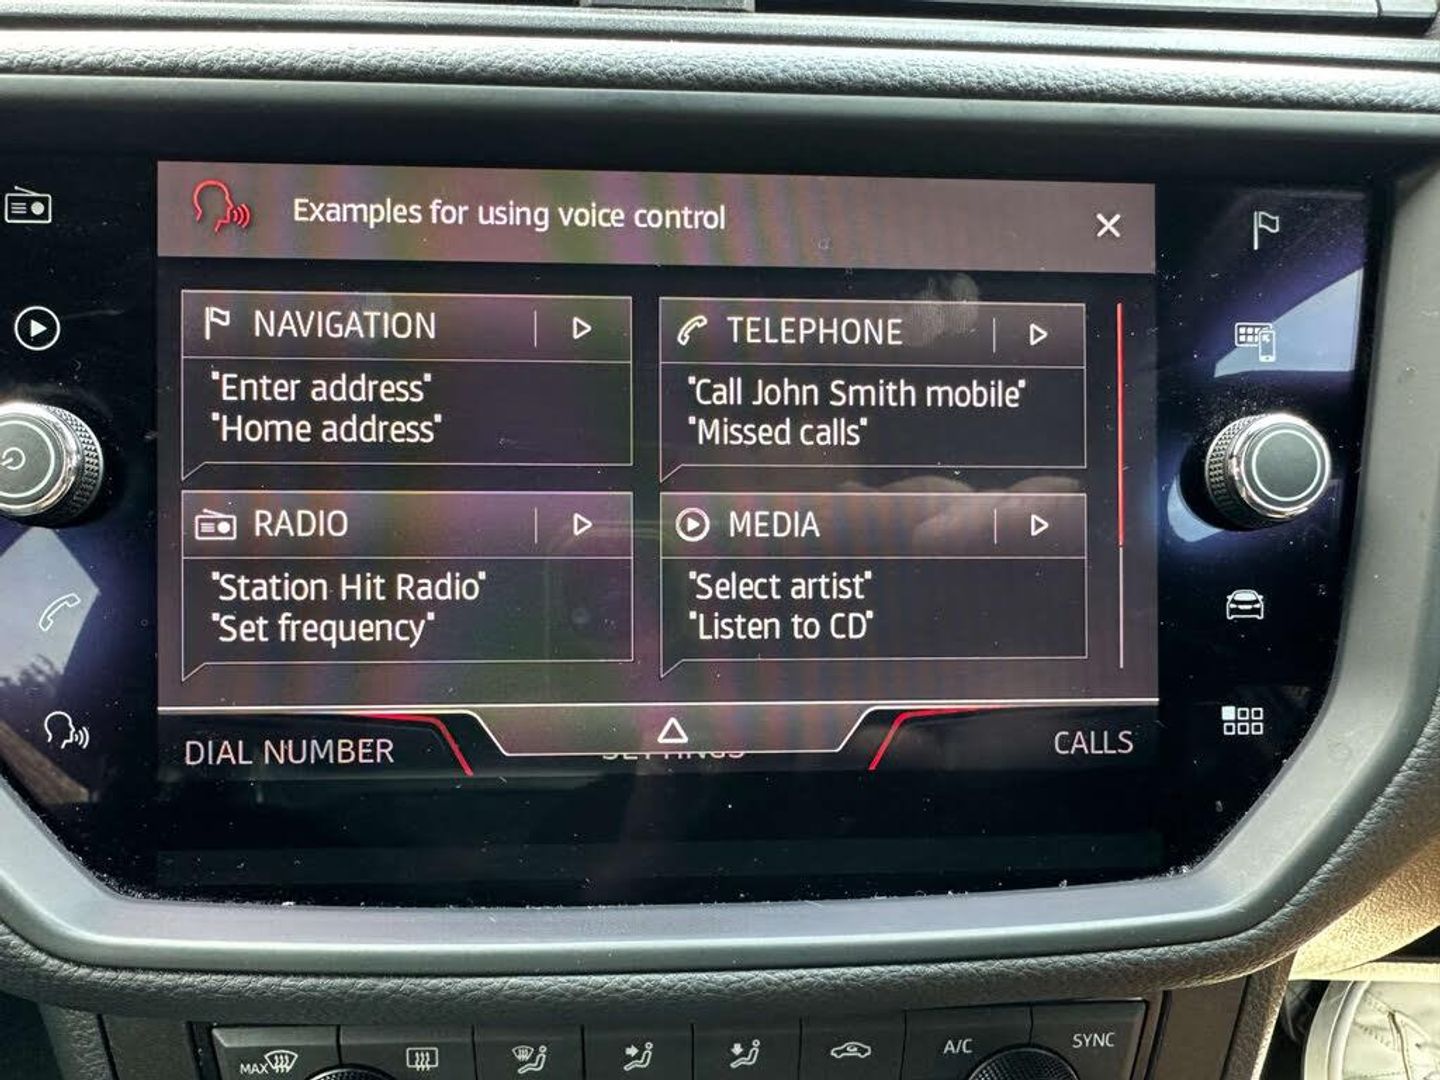 Examples for using voice control
NAVIGATION
"Enter address"
"Home address"
TELEPHONE
"Call John Smith mobile"
"Missed calls"
RADIO
"Station Hit Radio"
"Set frequency"
MEDIA
"Select artist"
"Listen to CD"
DIAL NUMBER
SETTINGS
CALLS
MAX
A/C
SYNC